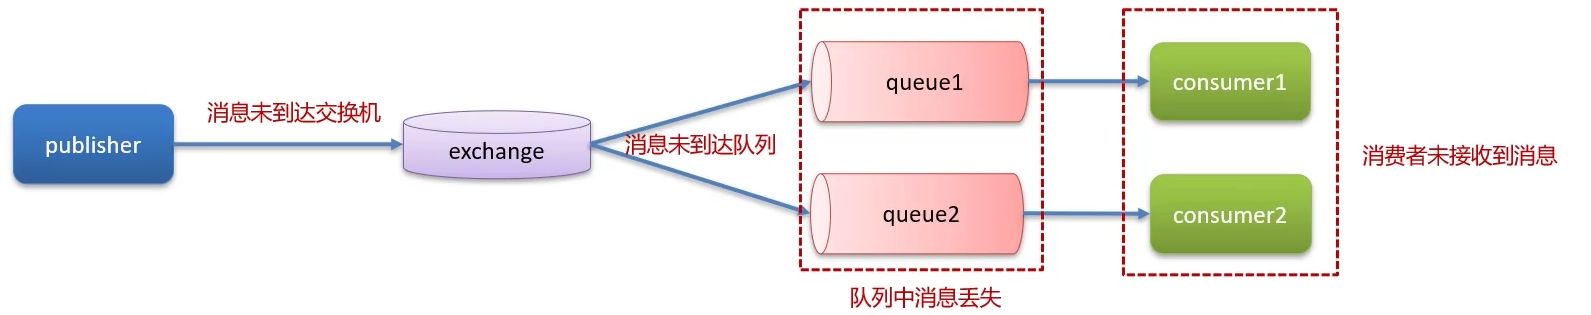 publisher
消息未到达交换机
exchange
消息未到达队列
queue1
queue2
队列中消息丢失
consumer1
consumer2
消费者未接收到消息